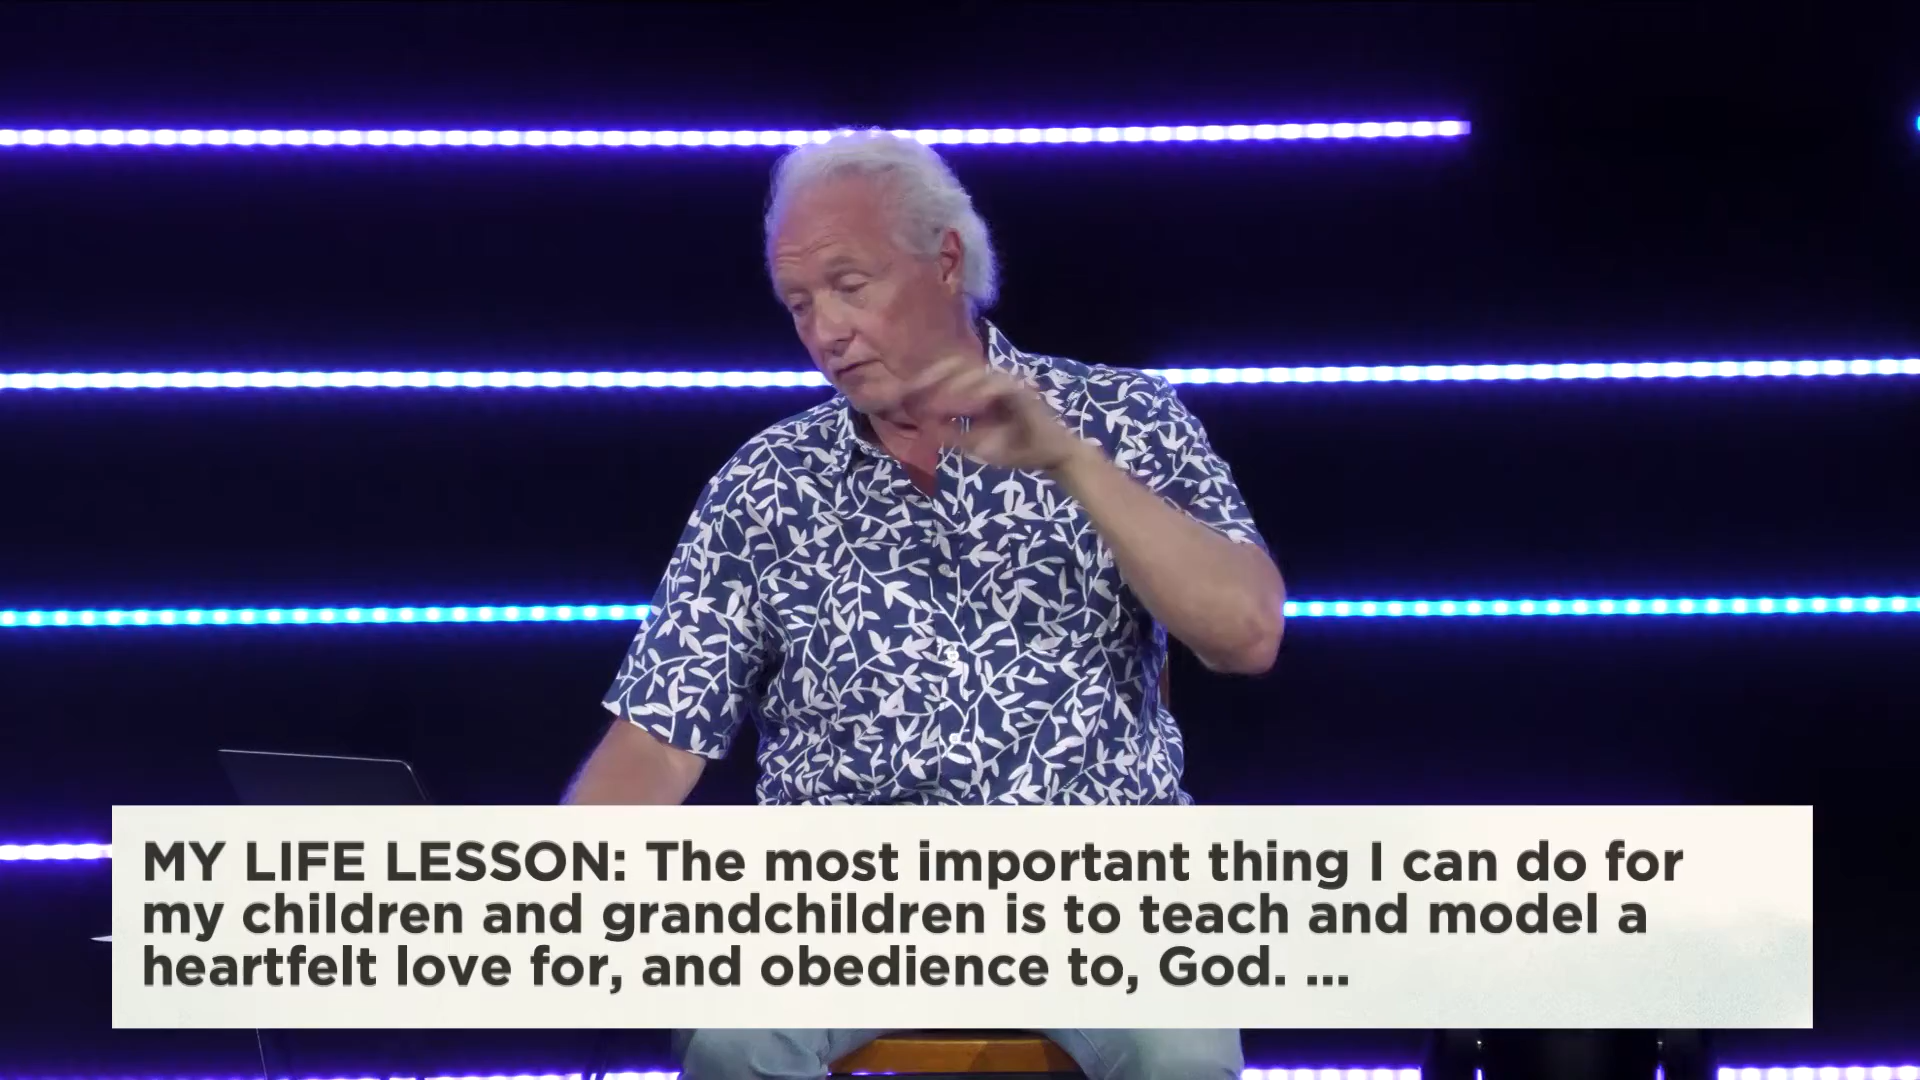 MY LIFE LESSON: The most important thing I can do for
my children and grandchildren is to teach and model a
heartfelt love for, and obedience to, God. ...